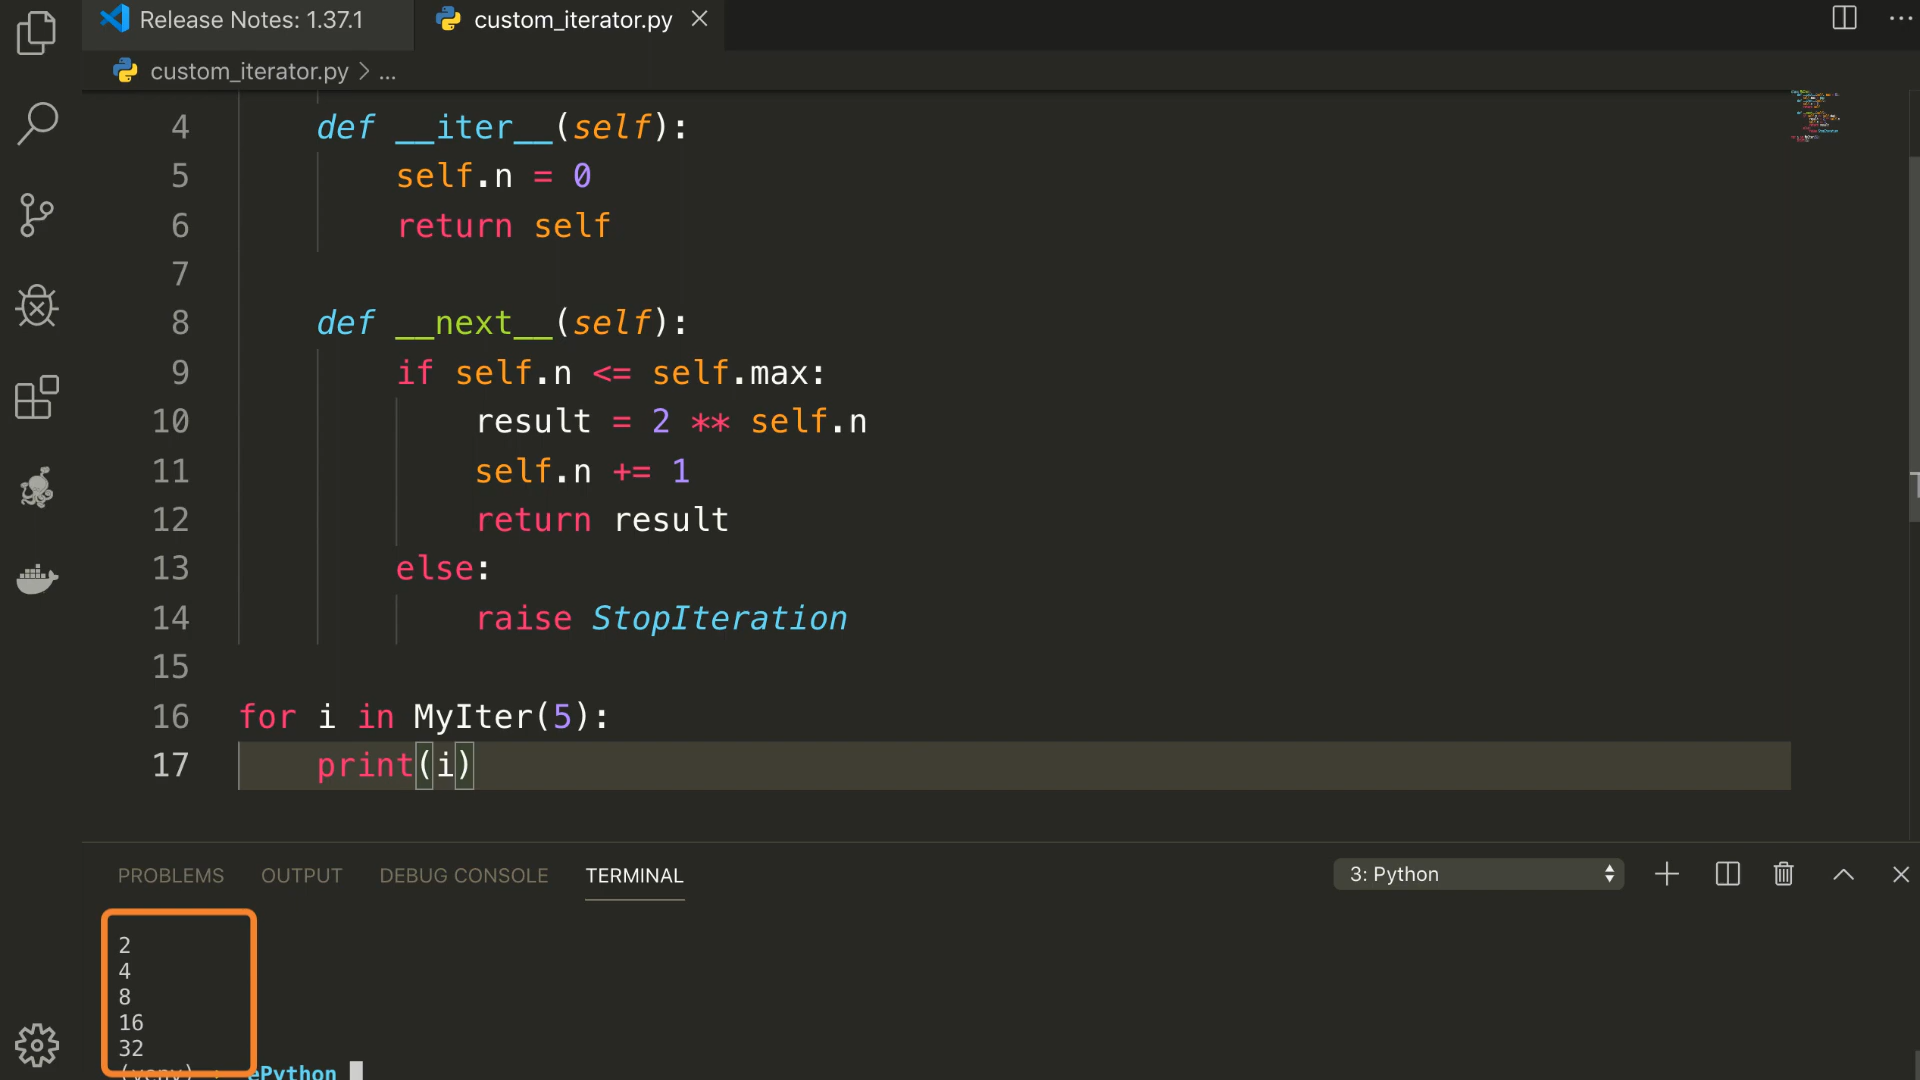 Release Notes: 1.37.1
custom_iterator.py
custom_iterator.py > ...
4 def __iter__(self):
5 self.n = 0
6 return self
7
8 def __next__(self):
9 if self.n <= self.max:
10 result = 2 ** self.n
11 self.n += 1
12 return result
13 else:
14 raise StopIteration
15
16 for i in MyIter(5):
17 print(i)
PROBLEMS OUTPUT DEBUG CONSOLE TERMINAL 3: Python
2
4
8
16
32
(venv) ePython